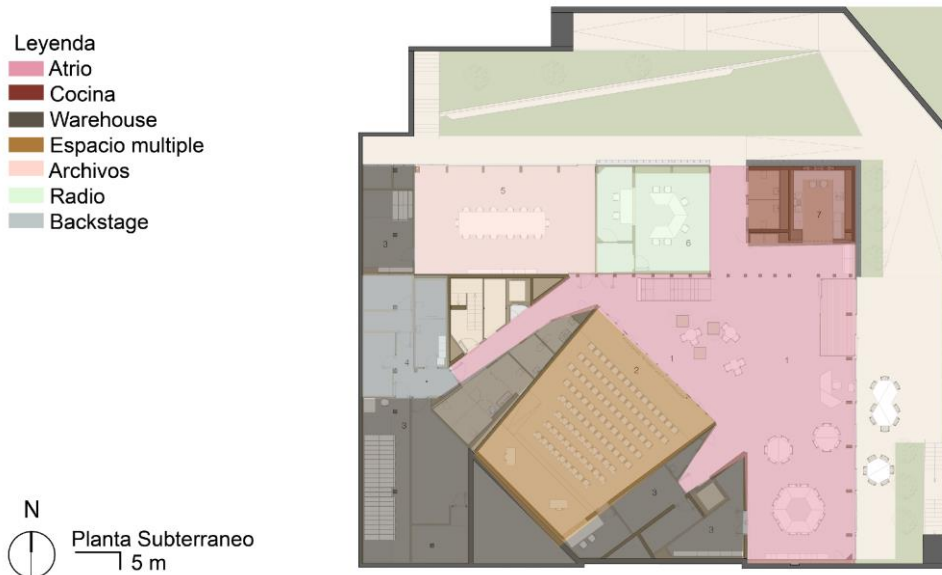 Leyenda
Atrio
Cocina
Warehouse
Espacio multiple
Archivos
Radio
Backstage
5
6
7
3
4
1
2
1
3
3
3
N
Planta Subterraneo
5 m